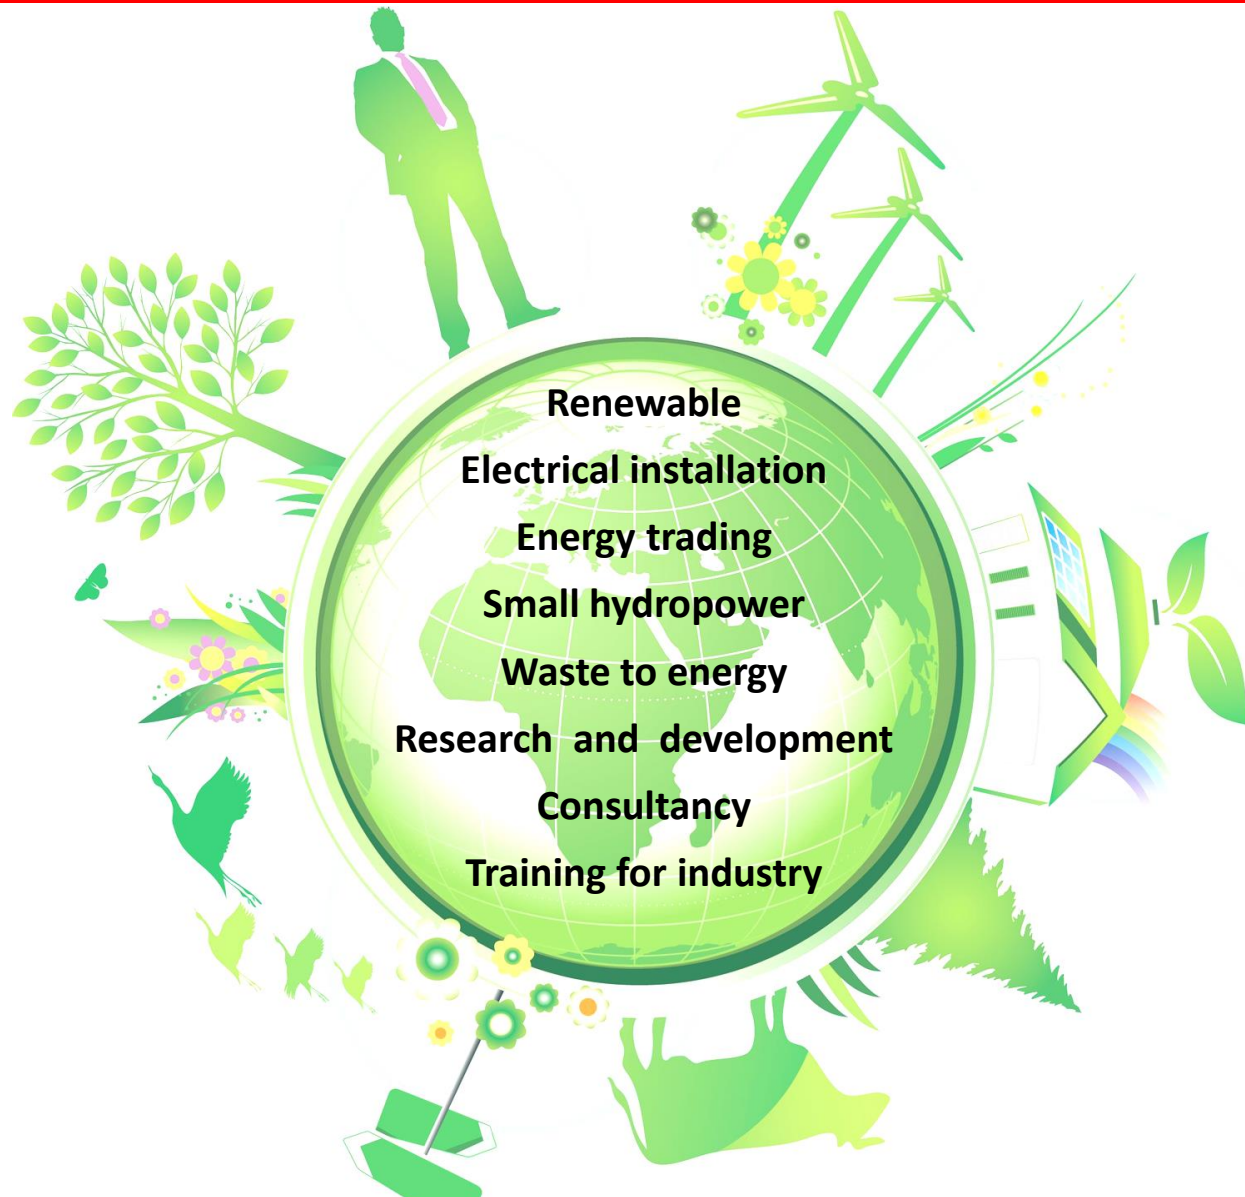 Renewable
Electrical installation
Energy trading
Small hydropower
Waste to energy
Research and development
Consultancy
Training for industry